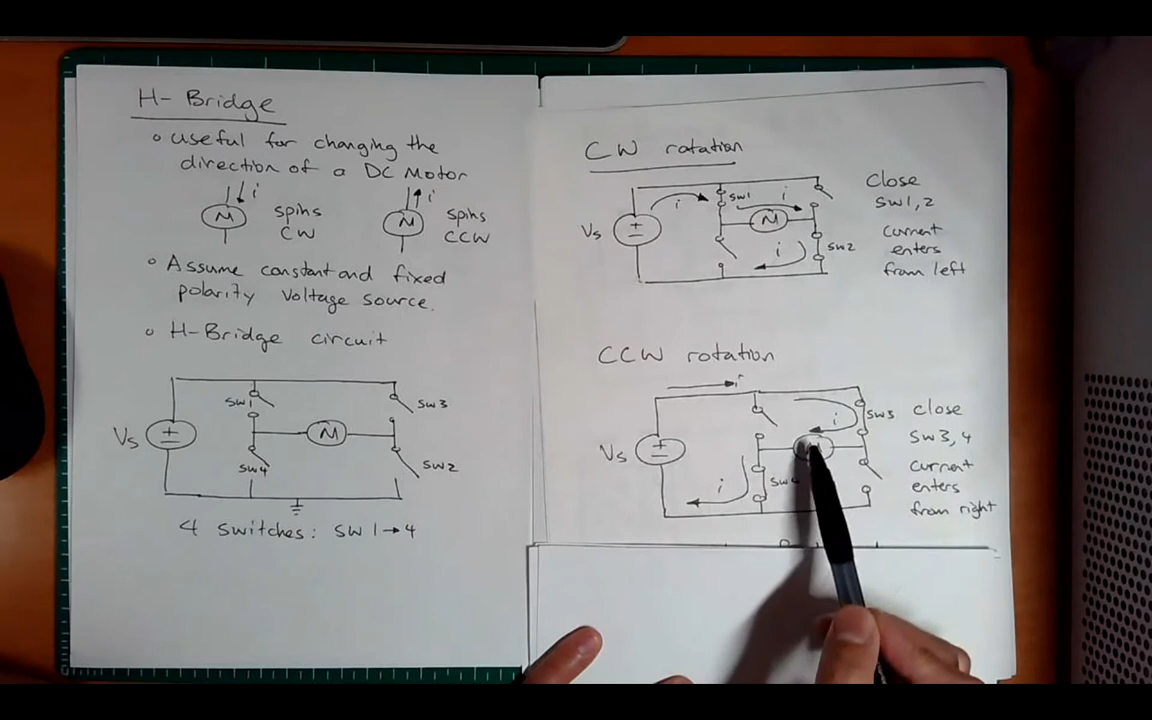 H-Bridge
o useful for changing the
direction of a DC Motor
i
M
spins
CW
i
M
spins
CCW
o Assume constant and fixed
polarity voltage source.
o H-Bridge circuit
Vs
+
-
SW1
SW3
M
SW4
SW2
4 switches: SW 1→4
CW rotation
Vs
+
-
i
SW1
i
M
i
SW2
Close
SW1,2
current
enters
from left
CCW rotation
i
Vs
+
-
i
SW3
i
close
SW3,4
current
enters
from right